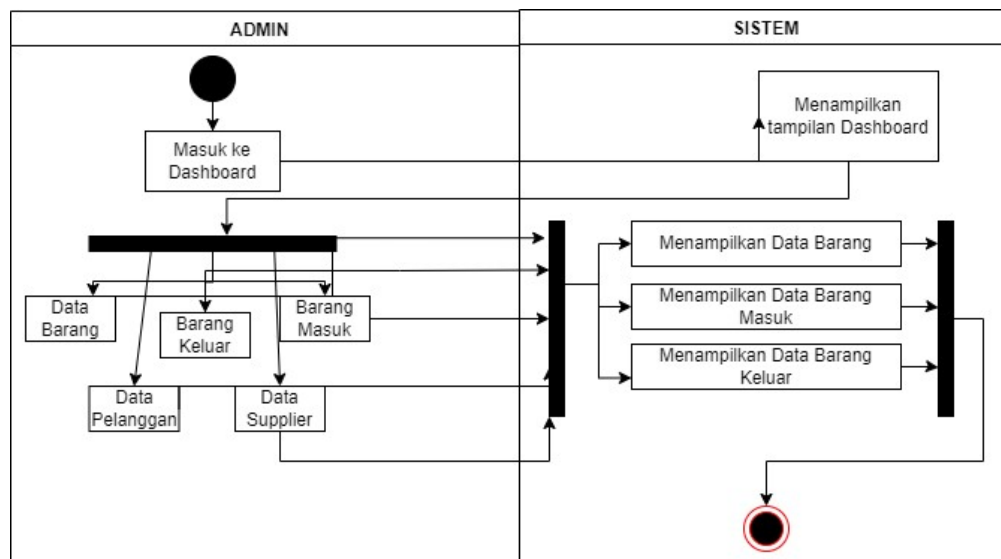 ADMIN
SISTEM
Menampilkan
tampilan Dashboard
Masuk ke
Dashboard
Menampilkan Data Barang
Data
Barang
Barang
Keluar
Barang
Masuk
Menampilkan Data Barang
Masuk
Menampilkan Data Barang
Keluar
Data
Pelanggan
Data
Supplier